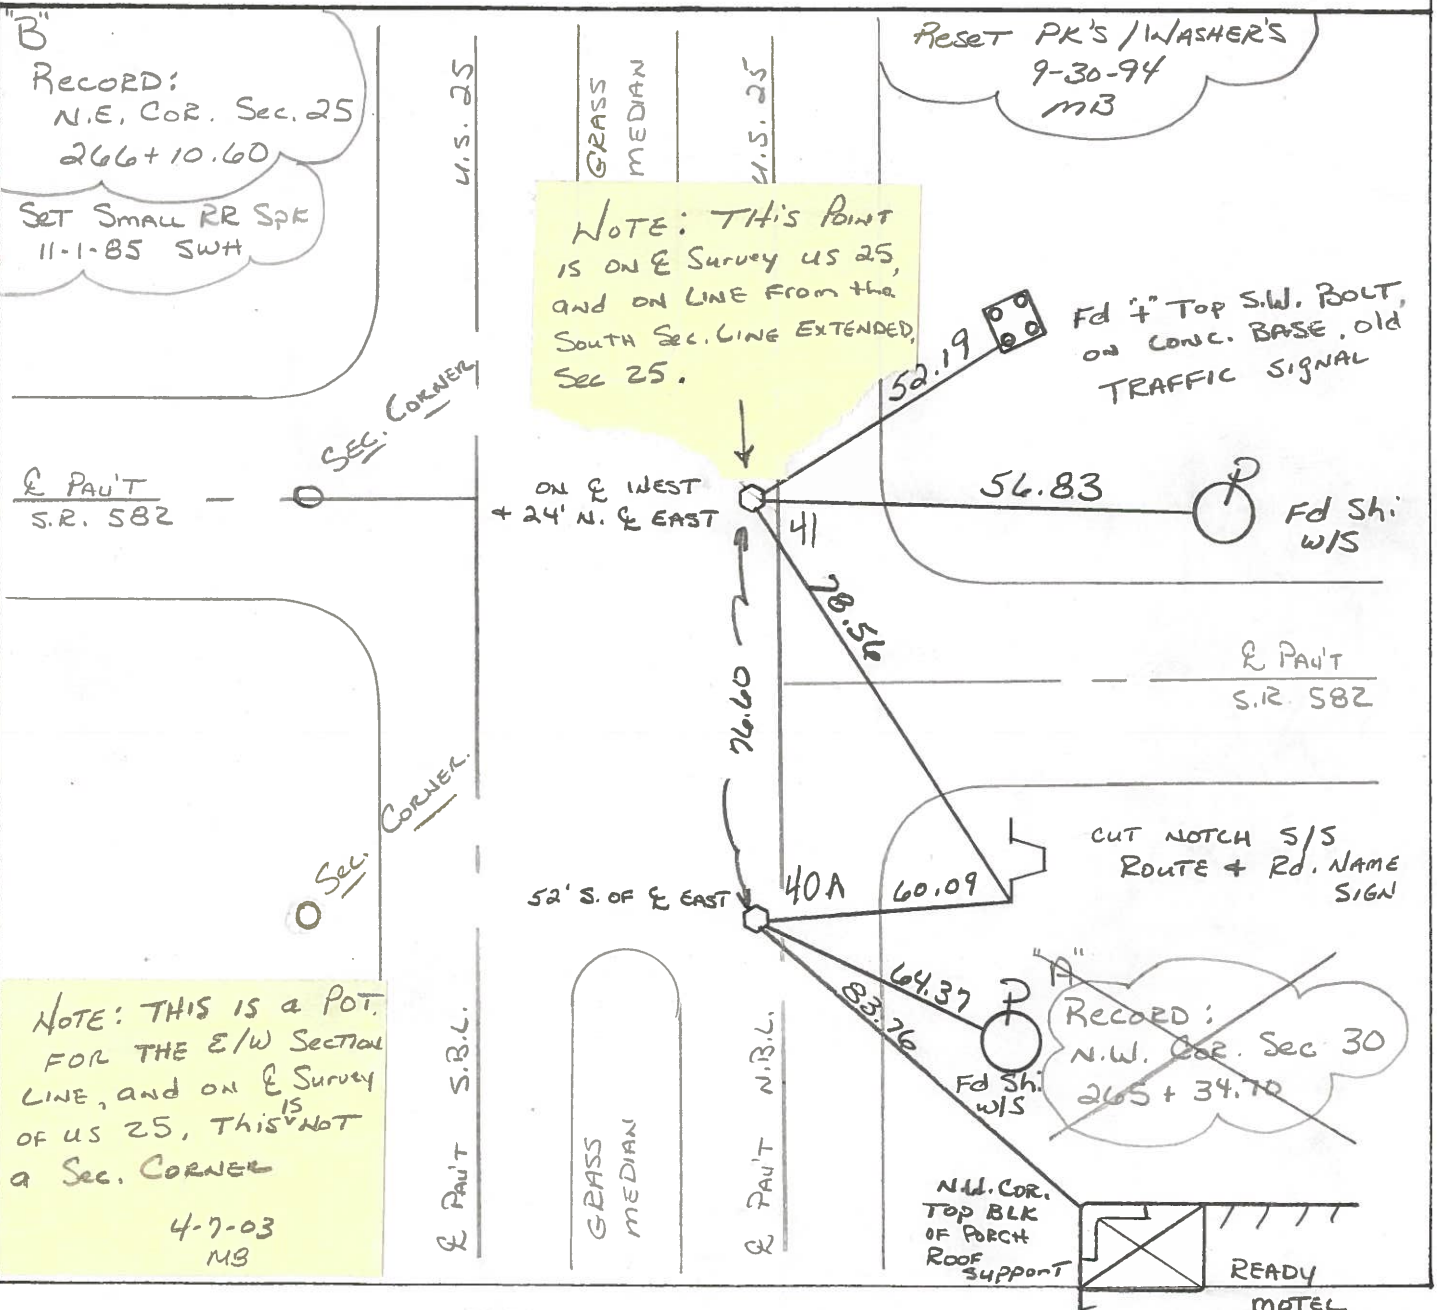 "B"
RECORD:
N.E. COR. Sec. 25
266+10.60
SET SMALL RR SPK
11-1-85 SWH
U.S. 25
GRASS
MEDIAN
U.S. 25
RESET PK'S / WASHER'S
9-30-94
MB
NOTE: THIS POINT
IS ON ℄ Survey US 25,
and ON LINE From the
SOUTH Sec. LINE EXTENDED,
Sec 25.
52.19
Fd "+" TOP S.W. BOLT,
ON CONC. BASE, old
TRAFFIC SIGNAL
SEC. CORNER
℄ PAV'T
S.R. 582
ON ℄ WEST
+ 24' N. ℄ EAST
41
56.83
P
Fd Sh:
W/S
78.56
76.60
℄ PAV'T
S.R. 582
SEC. CORNER.
52' S. OF ℄ EAST
40A
60.09
CUT NOTCH S/S
ROUTE + Rd. NAME
SIGN
64.37
83.76
P
Fd Sh:
W/S
"A"
RECORD:
N.W. COR. Sec 30
265 + 34.70
NOTE: THIS IS a POT.
FOR THE E/W SECTION
LINE, and ON ℄ Survey
OF US 25, This IS NOT
a Sec. CORNER
4-7-03
MB
℄ PAV'T S.B.L.
GRASS
MEDIAN
℄ PAV'T N.B.L.
N.W. COR.
TOP BLK
OF PORCH
ROOF
SUPPORT
READY
MOTEL